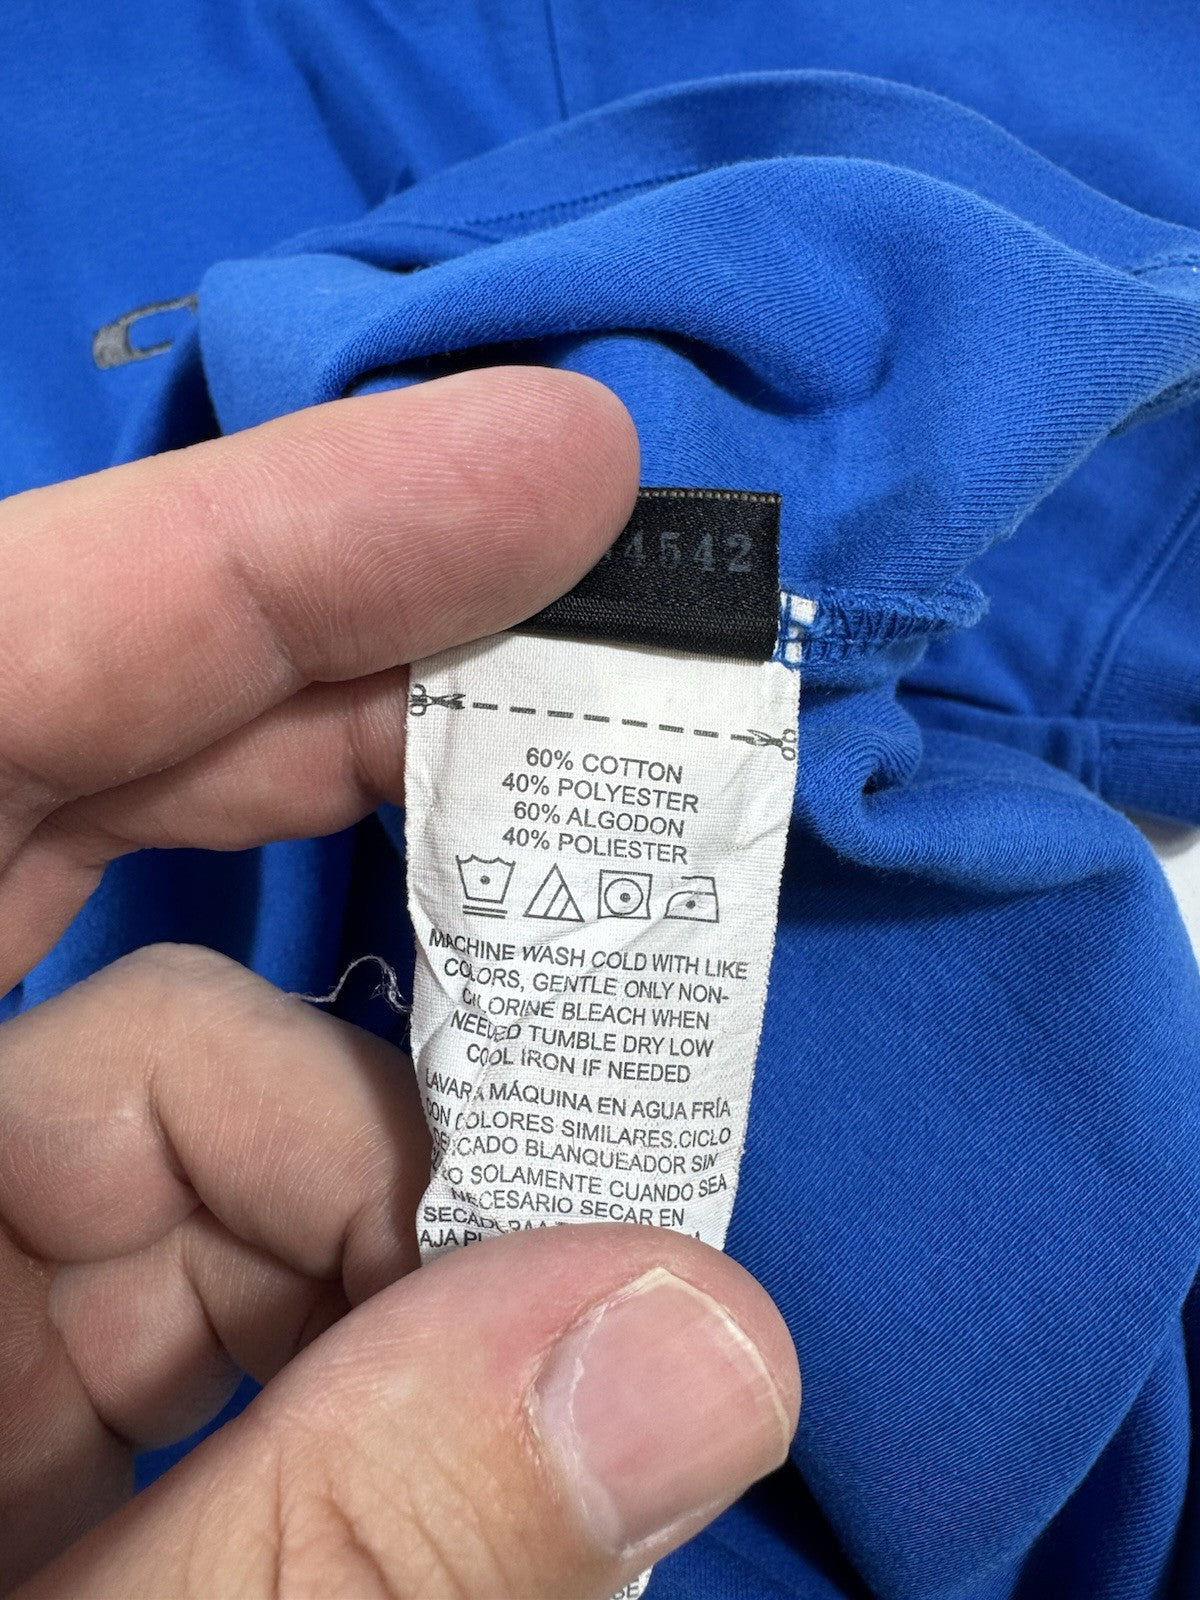 4542
60% COTTON
40% POLYESTER
60% ALGODON
40% POLIESTER
MACHINE WASH COLD WITH LIKE
COLORS, GENTLE ONLY NON-
CHLORINE BLEACH WHEN
NEEDED TUMBLE DRY LOW
COOL IRON IF NEEDED
LAVAR A MÁQUINA EN AGUA FRÍA
CON COLORES SIMILARES.CICLO
DELICADO BLANQUEADOR SIN
SOLAMENTE CUANDO SEA
NECESARIO SECAR EN